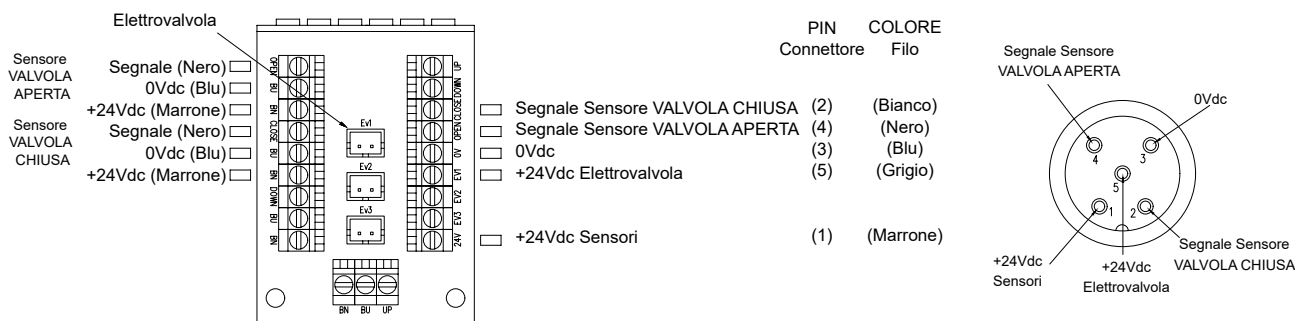 Elettrovalvola
PIN COLORE
Connettore Filo
Sensore
VALVOLA
APERTA
Segnale (Nero)
0Vdc (Blu)
+24Vdc (Marrone)
Sensore
VALVOLA
CHIUSA
Segnale (Nero)
0Vdc (Blu)
+24Vdc (Marrone)
OPEN
BU
BN
CLOSE
BU
BN
DOWN
BU
BN
Ev1
Ev2
Ev3
UP
DOWN
CLOSE
OPEN
0V
EV1
EV2
EV3
24V
BN BU UP
Segnale Sensore VALVOLA CHIUSA (2) (Bianco)
Segnale Sensore VALVOLA APERTA (4) (Nero)
0Vdc (3) (Blu)
+24Vdc Elettrovalvola (5) (Grigio)
+24Vdc Sensori (1) (Marrone)
Segnale Sensore
VALVOLA APERTA
0Vdc
4
3
5
1
2
+24Vdc
Sensori
+24Vdc
Elettrovalvola
Segnale Sensore
VALVOLA CHIUSA